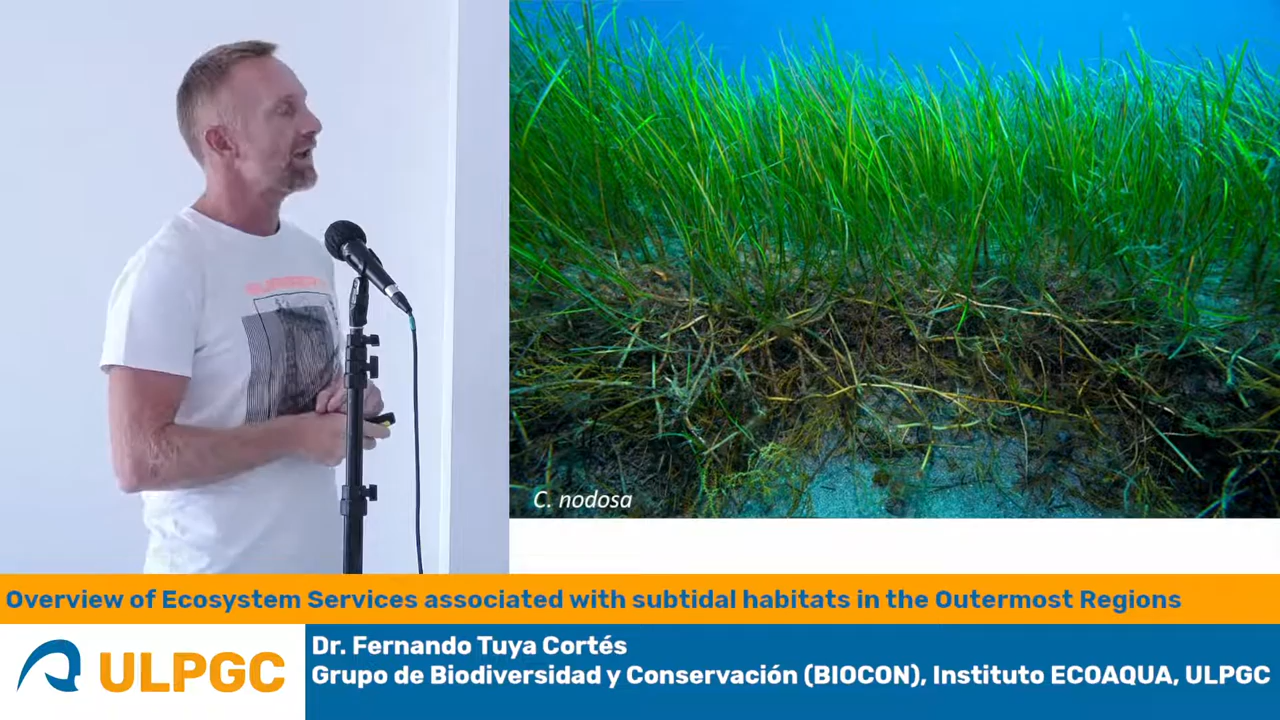 C. nodosa
Overview of Ecosystem Services associated with subtidal habitats in the Outermost Regions
ULPGC
Dr. Fernando Tuya Cortés
Grupo de Biodiversidad y Conservación (BIOCON), Instituto ECOAQUA, ULPGC